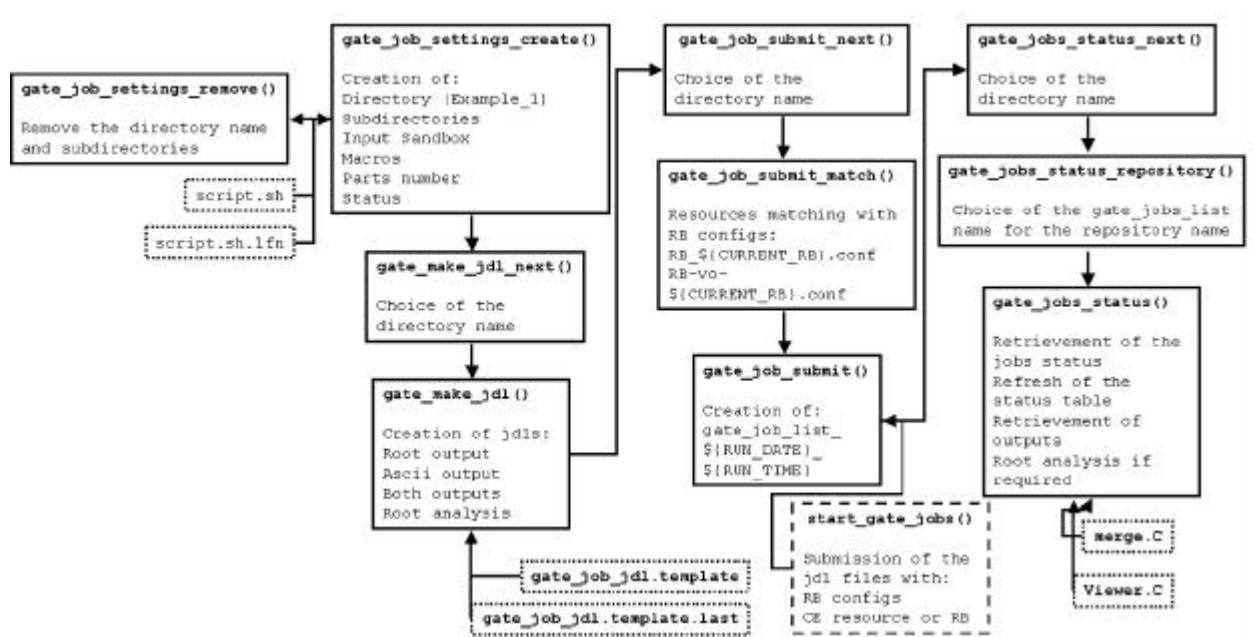 gate_job_settings_remove()
Remove the directory name
and subdirectories
script.sh
script.sh.lfn
gate_job_settings_create()
Creation of:
Directory (Example_1)
Subdirectories
Input Sandbox
Macros
Parts number
Status
gate_make_jdl_next()
Choice of the
directory name
gate_make_jdl()
Creation of jdls:
Root output
Ascii output
Both outputs
Root analysis
gate_job_jdl.template
gate_job_jdl.template.last
gate_job_submit_next()
Choice of the
directory name
gate_job_submit_match()
Resources matching with
RB configs:
RB_${CURRENT_RB}.conf
RB-vo-
${CURRENT_RB}.conf
gate_job_submit()
Creation of:
gate_job_list_
${RUN_DATE}_
${RUN_TIME}
start_gate_jobs()
Submission of the
jdl files with:
RB configs
CE resource or RB
gate_jobs_status_next()
Choice of the
directory name
gate_jobs_status_repository()
Choice of the gate_jobs_list
name for the repository name
gate_jobs_status()
Retrievement of the
jobs status
Refresh of the
status table
Retrievement of
outputs
Root analysis if
required
merge.C
Viewer.C